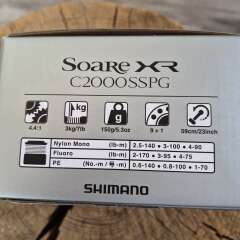 Soare XR
C2000SSPG
kg
g
4.4:1
3kg/7lb
150g/5.3oz
9 + 1
59cm/23inch
Nylon Mono (lb-m) 2.5-140 ● 3-100 ● 4-90
Fluoro (lb-m) 2-170 ● 3-95 ● 4-75
PE (No.-m / 号-m) 0.6-140 ● 0.8-100 ● 1-70
SHIMANO